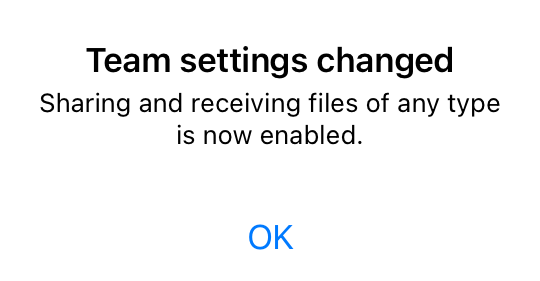 Team settings changed
Sharing and receiving files of any type
is now enabled.
OK